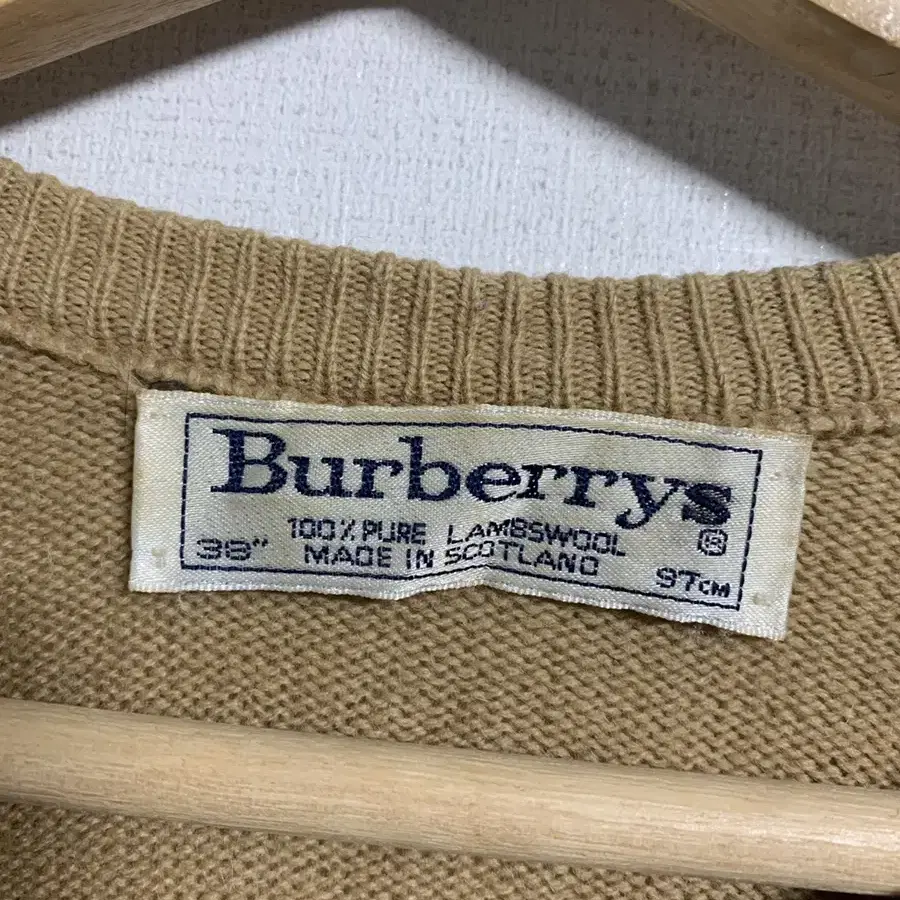 Burberrys
100% PURE LAMBSWOOL ®
38" MADE IN SCOTLAND 97CM